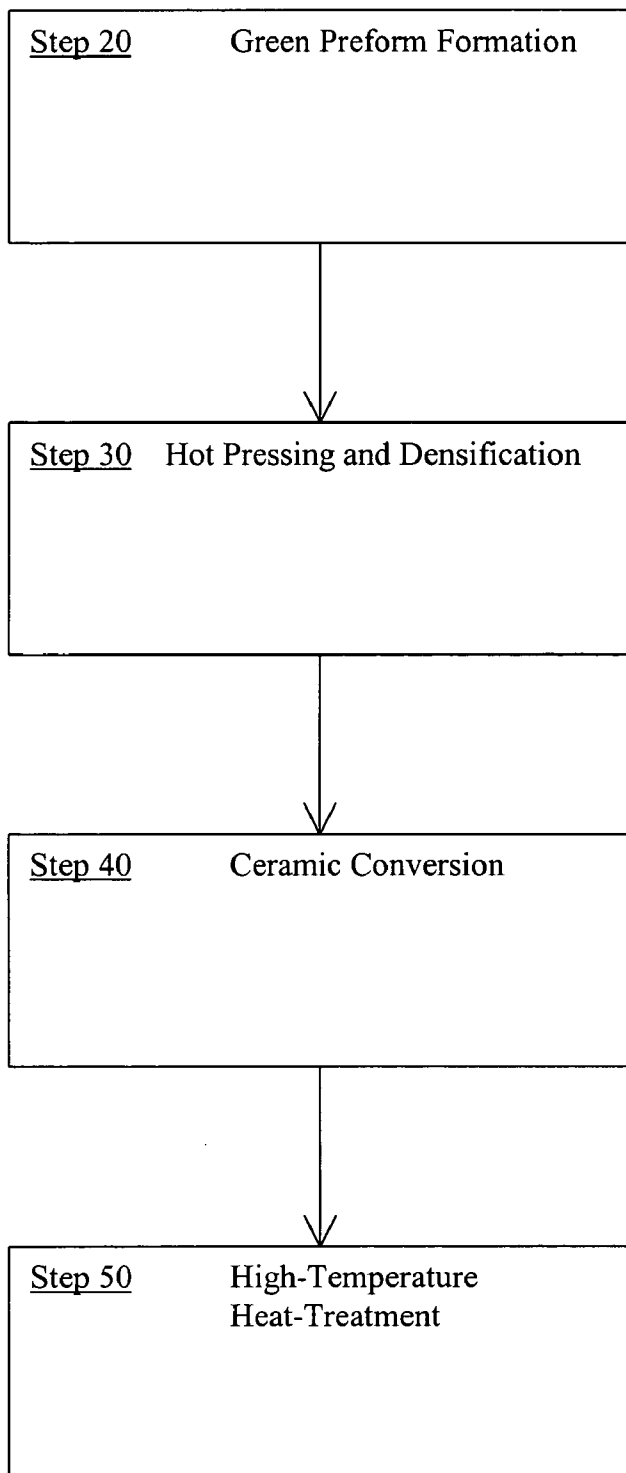 Step 20 Green Preform Formation
Step 30 Hot Pressing and Densification
Step 40 Ceramic Conversion
Step 50 High-Temperature
Heat-Treatment